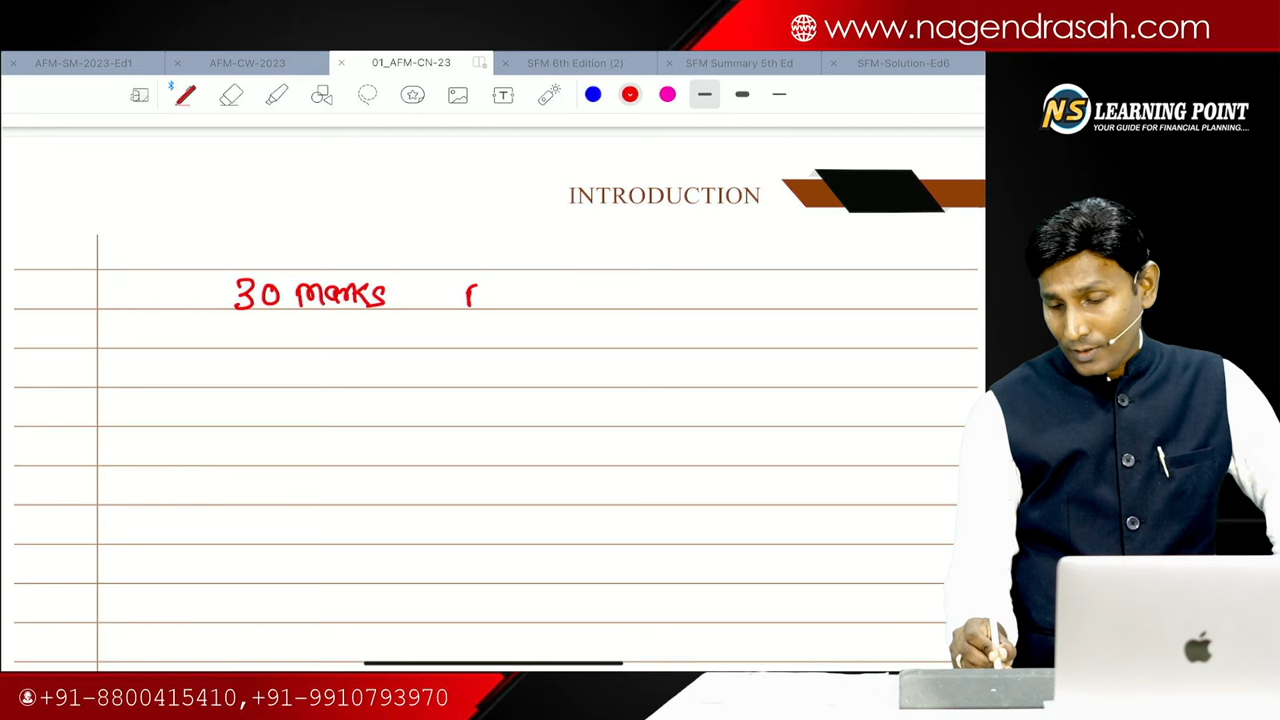 www.nagendrasah.com
AFM-SM-2023-Ed1
AFM-CW-2023
01_AFM-CN-23
SFM 6th Edition (2)
SFM Summary 5th Ed
SFM-Solution-Ed6
NS LEARNING POINT
YOUR GUIDE FOR FINANCIAL PLANNING....
INTRODUCTION
30 marks
+91-8800415410,+91-9910793970